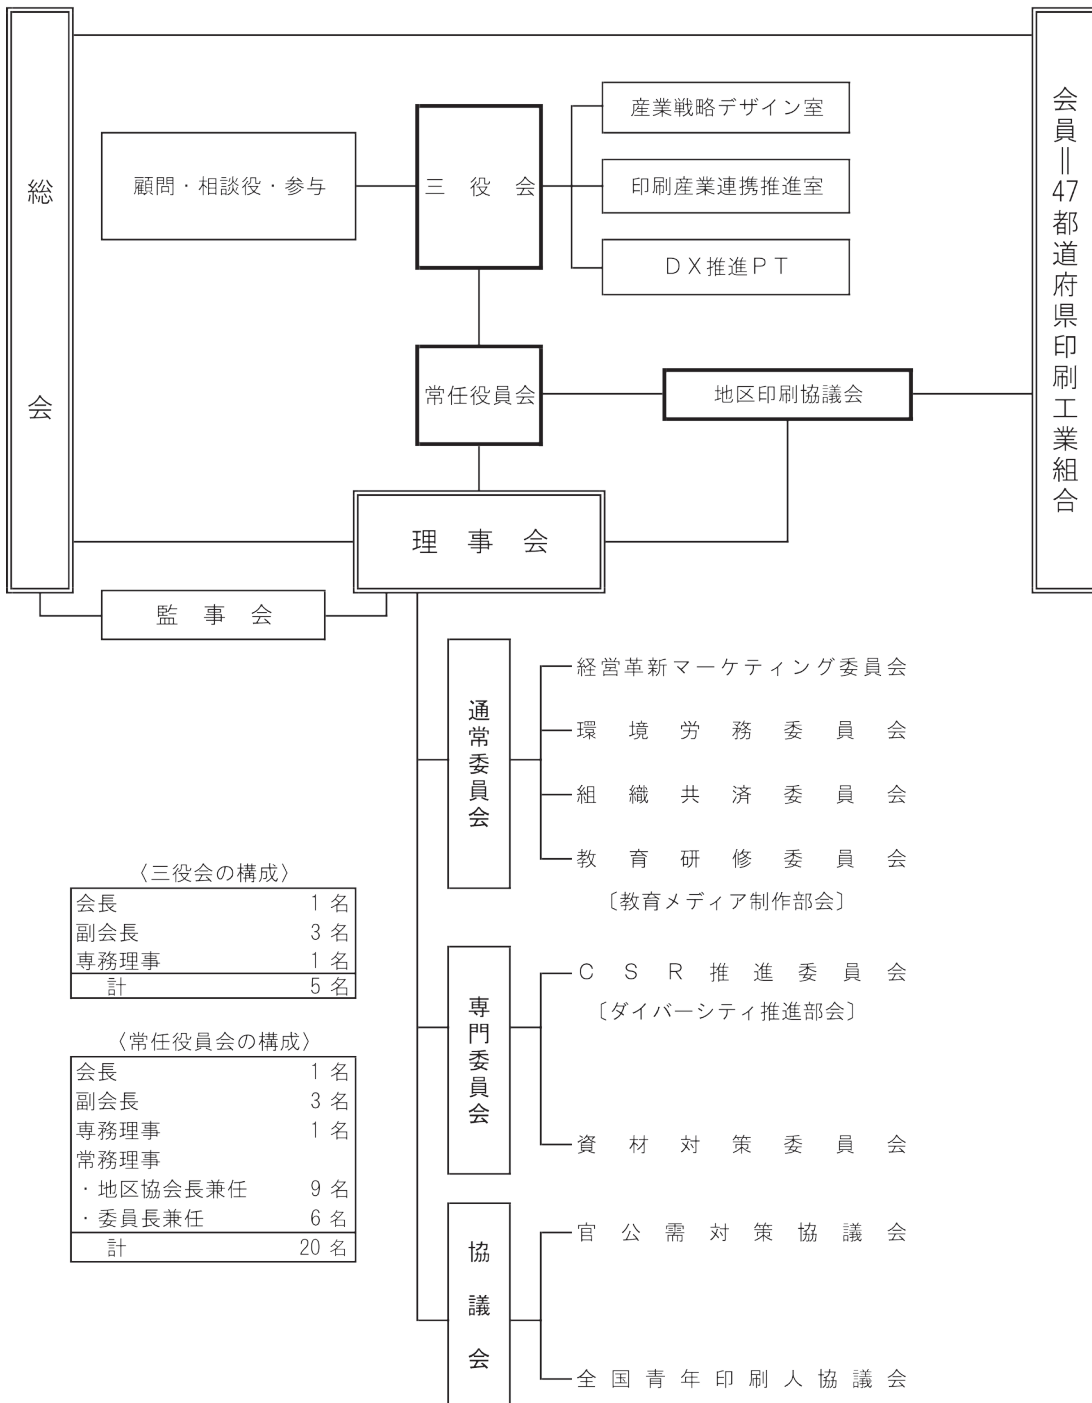 総会
会員＝47都道府県印刷工業組合
顧問・相談役・参与
三役会
産業戦略デザイン室
印刷産業連携推進室
ＤＸ推進ＰＴ
常任役員会
地区印刷協議会
理事会
監事会
通常委員会
経営革新マーケティング委員会
環境労務委員会
組織共済委員会
教育研修委員会
〔教育メディア制作部会〕
専門委員会
ＣＳＲ推進委員会
〔ダイバーシティ推進部会〕
資材対策委員会
協議会
官公需対策協議会
全国青年印刷人協議会
〈三役会の構成〉
会長 1 名
副会長 3 名
専務理事 1 名
計 5 名
〈常任役員会の構成〉
会長 1 名
副会長 3 名
専務理事 1 名
常務理事
・地区協会長兼任 9 名
・委員長兼任 6 名
計 20 名